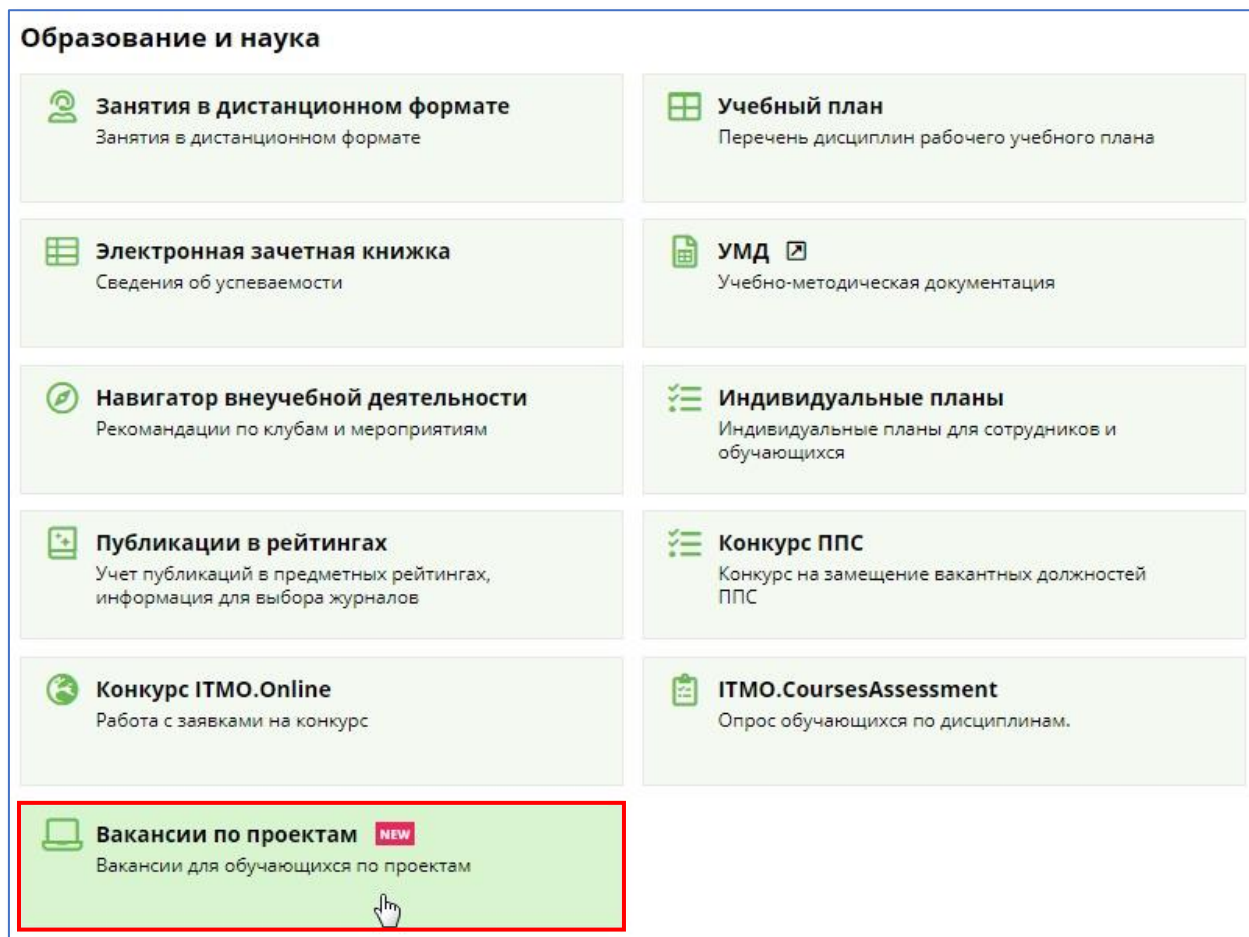 Образование и наука
Занятия в дистанционном формате
Занятия в дистанционном формате
Учебный план
Перечень дисциплин рабочего учебного плана
Электронная зачетная книжка
Сведения об успеваемости
УМД
Учебно-методическая документация
Навигатор внеучебной деятельности
Рекомандации по клубам и мероприятиям
Индивидуальные планы
Индивидуальные планы для сотрудников и
обучающихся
Публикации в рейтингах
Учет публикаций в предметных рейтингах,
информация для выбора журналов
Конкурс ППС
Конкурс на замещение вакантных должностей
ППС
Конкурс ITMO.Online
Работа с заявками на конкурс
ITMO.CoursesAssessment
Опрос обучающихся по дисциплинам.
Вакансии по проектам NEW
Вакансии для обучающихся по проектам